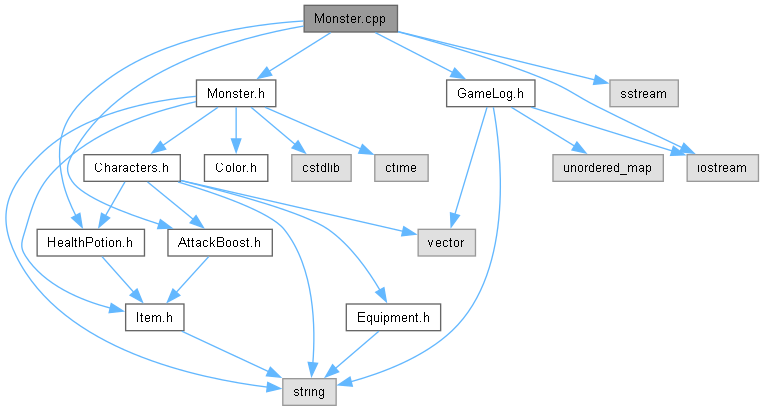 Monster.cpp
Monster.h
GameLog.h
sstream
Characters.h
Color.h
cstdlib
ctime
unordered_map
iostream
HealthPotion.h
AttackBoost.h
vector
Item.h
Equipment.h
string